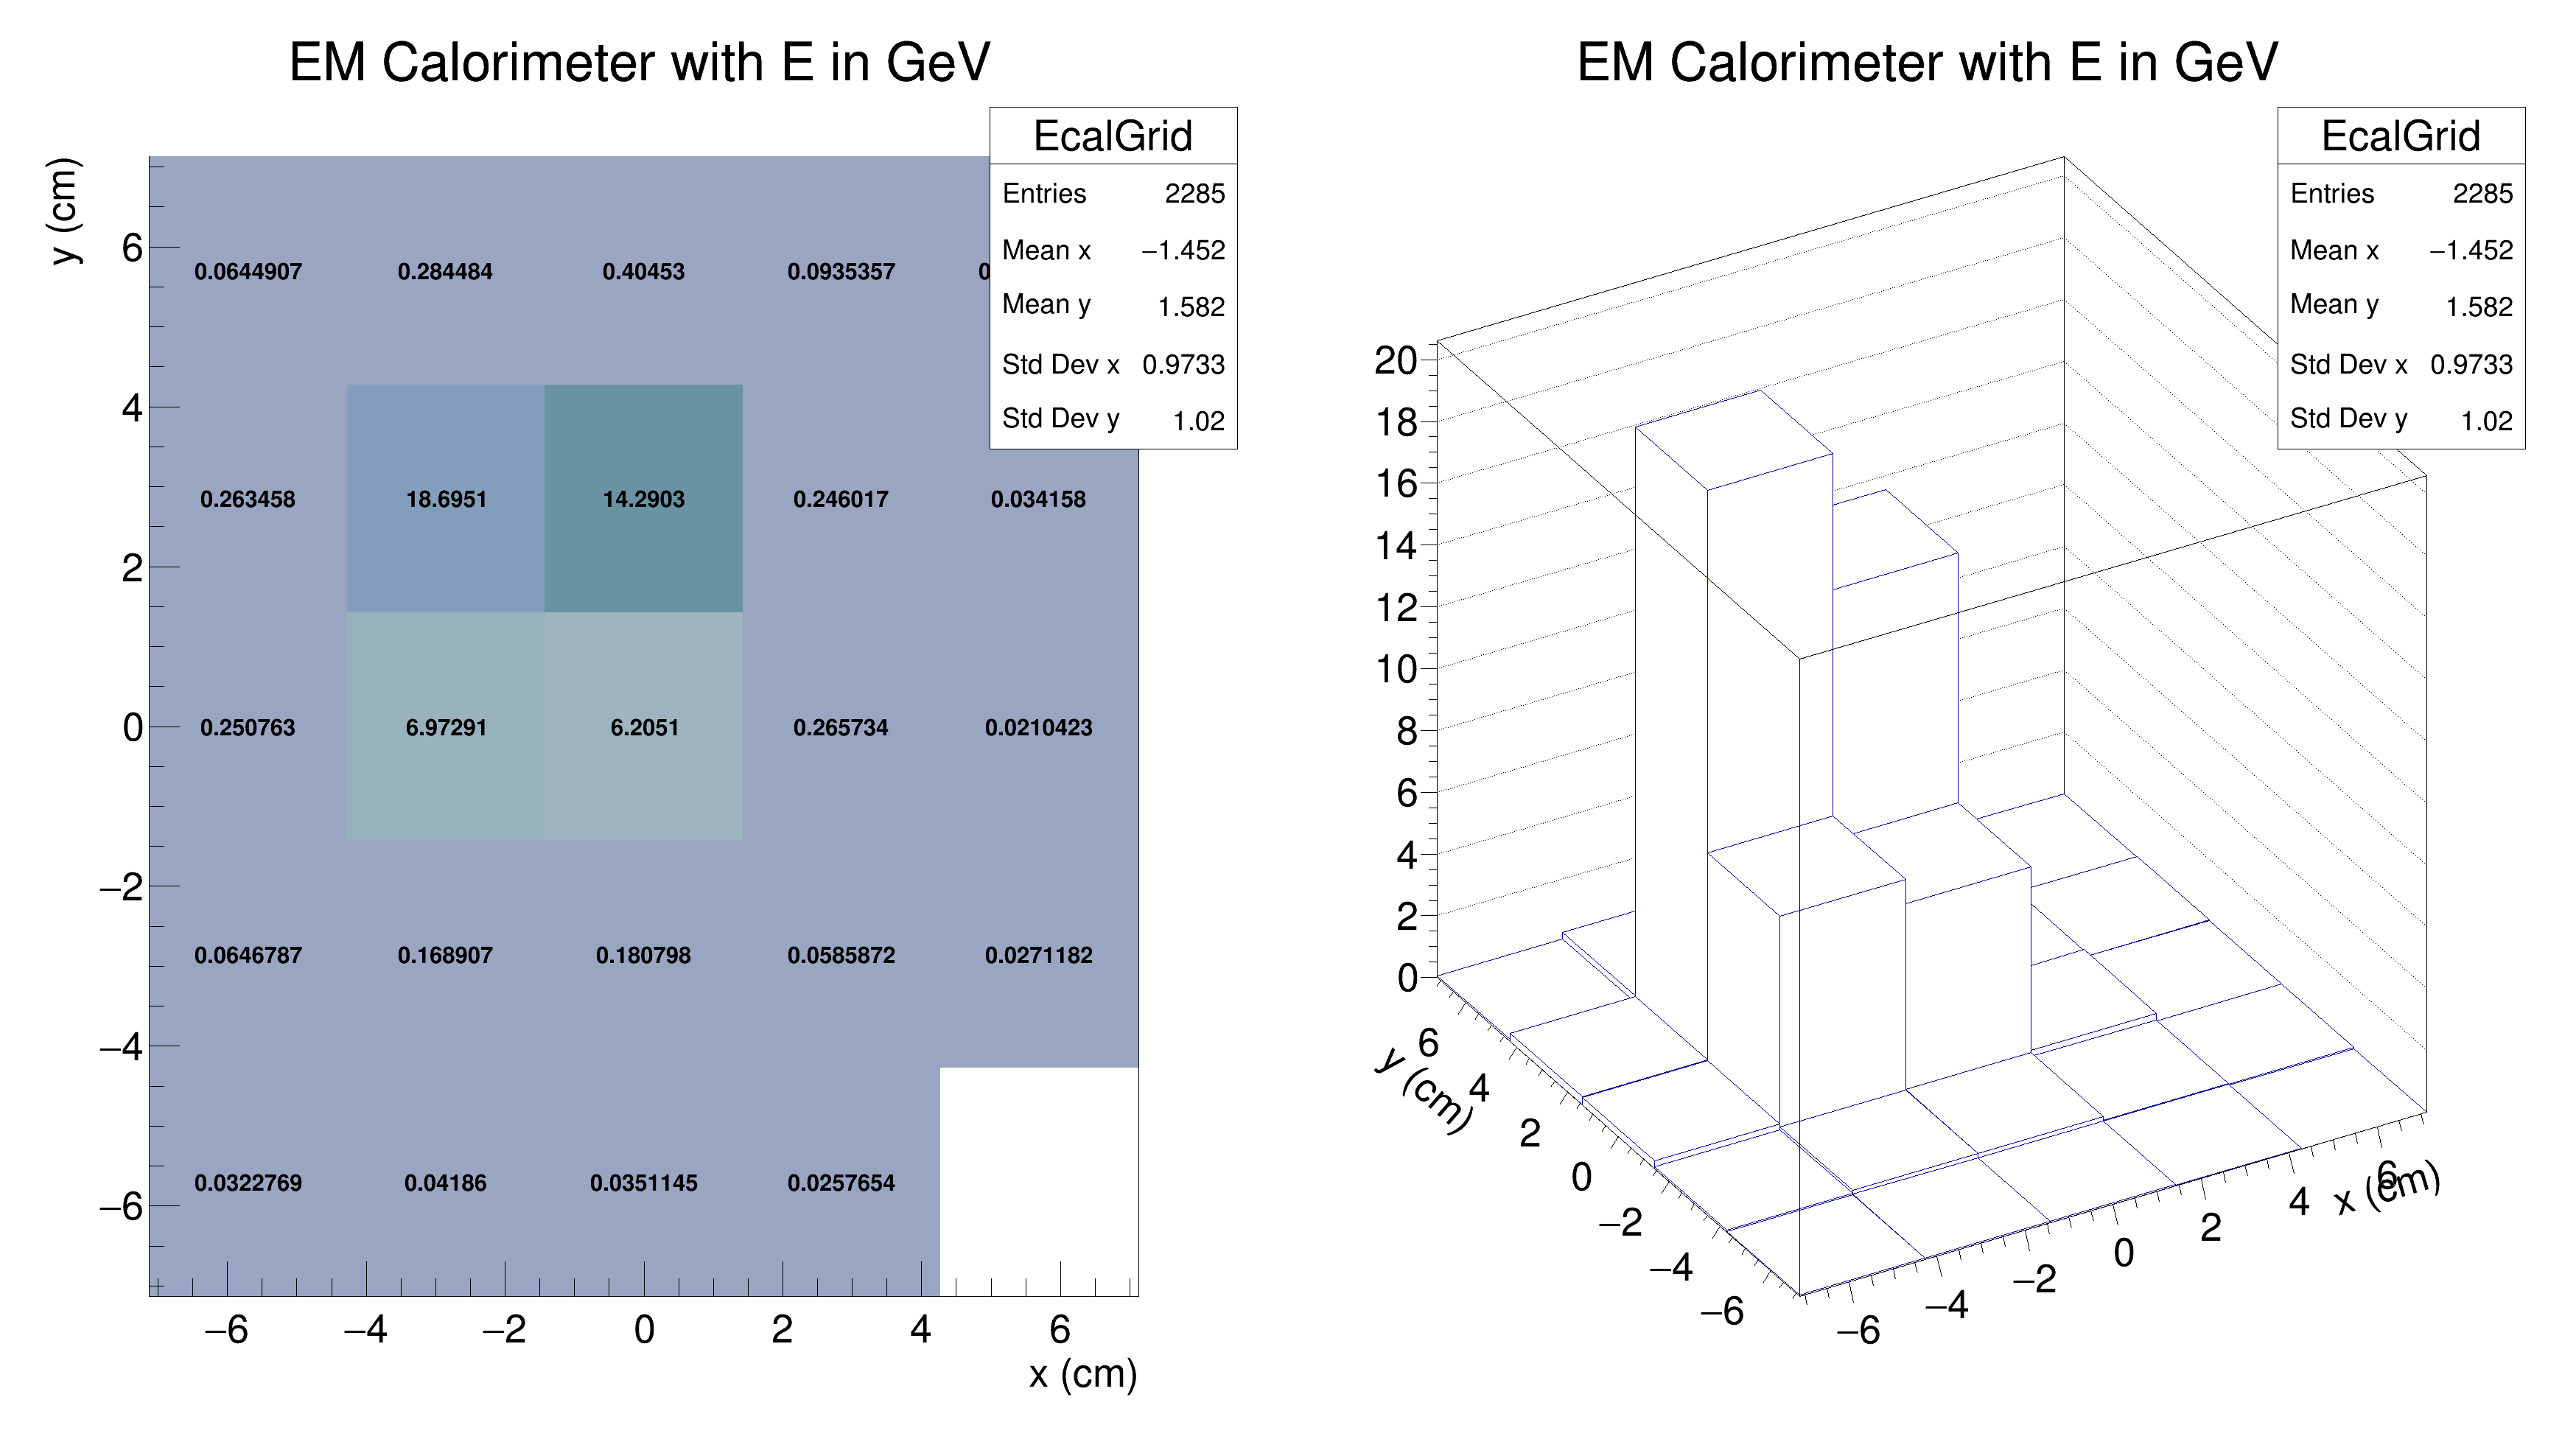 EM Calorimeter with E in GeV
EcalGrid
Entries 2285
Mean x −1.452
Mean y 1.582
Std Dev x 0.9733
Std Dev y 1.02
y (cm)
6
4
2
0
−2
−4
−6
0.0644907 0.284484 0.40453 0.0935357
0.263458 18.6951 14.2903 0.246017 0.034158
0.250763 6.97291 6.2051 0.265734 0.0210423
0.0646787 0.168907 0.180798 0.0585872 0.0271182
0.0322769 0.04186 0.0351145 0.0257654
−6 −4 −2 0 2 4 6
x (cm)
EM Calorimeter with E in GeV
EcalGrid
Entries 2285
Mean x −1.452
Mean y 1.582
Std Dev x 0.9733
Std Dev y 1.02
20
18
16
14
12
10
8
6
4
2
0
y (cm)
6
4
2
0
−2
−4
−6
−6 −4 −2 0 2 4 6
x (cm)